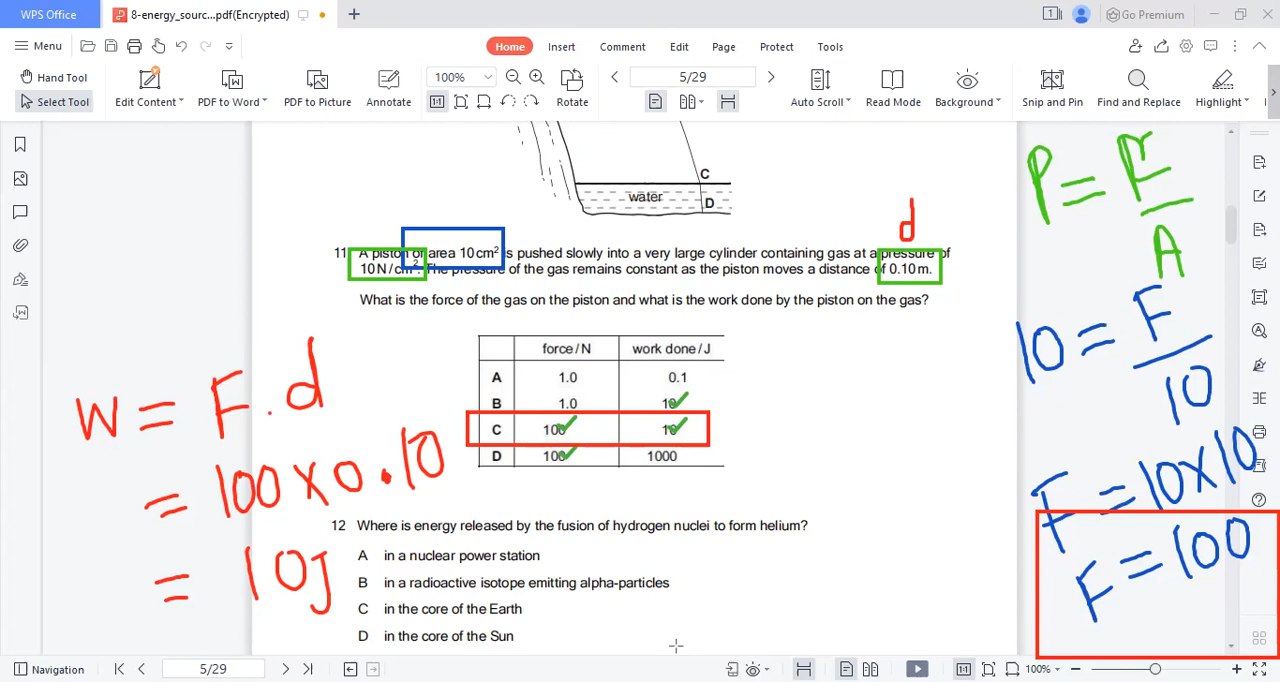 WPS Office
8-energy_sourc...pdf(Encrypted)
Go Premium
Menu
Home Insert Comment Edit Page Protect Tools
Hand Tool
Select Tool
Edit Content
PDF to Word
PDF to Picture
Annotate
100%
5/29
Rotate
Auto Scroll
Read Mode
Background
Snip and Pin
Find and Replace
Highlight
C
water
D
d
11 A piston of area 10 cm² is pushed slowly into a very large cylinder containing gas at a pressure of
10 N / cm². The pressure of the gas remains constant as the piston moves a distance of 0.10 m.
What is the force of the gas on the piston and what is the work done by the piston on the gas?
force / N work done / J
A 1.0 0.1
B 1.0 10
C 100 10
D 100 1000
W = F . d
= 100 X 0.10
= 10J
P = F
A
10 = F
10
F = 10X10
F = 100
12 Where is energy released by the fusion of hydrogen nuclei to form helium?
A in a nuclear power station
B in a radioactive isotope emitting alpha-particles
C in the core of the Earth
D in the core of the Sun
Navigation
5/29
100%